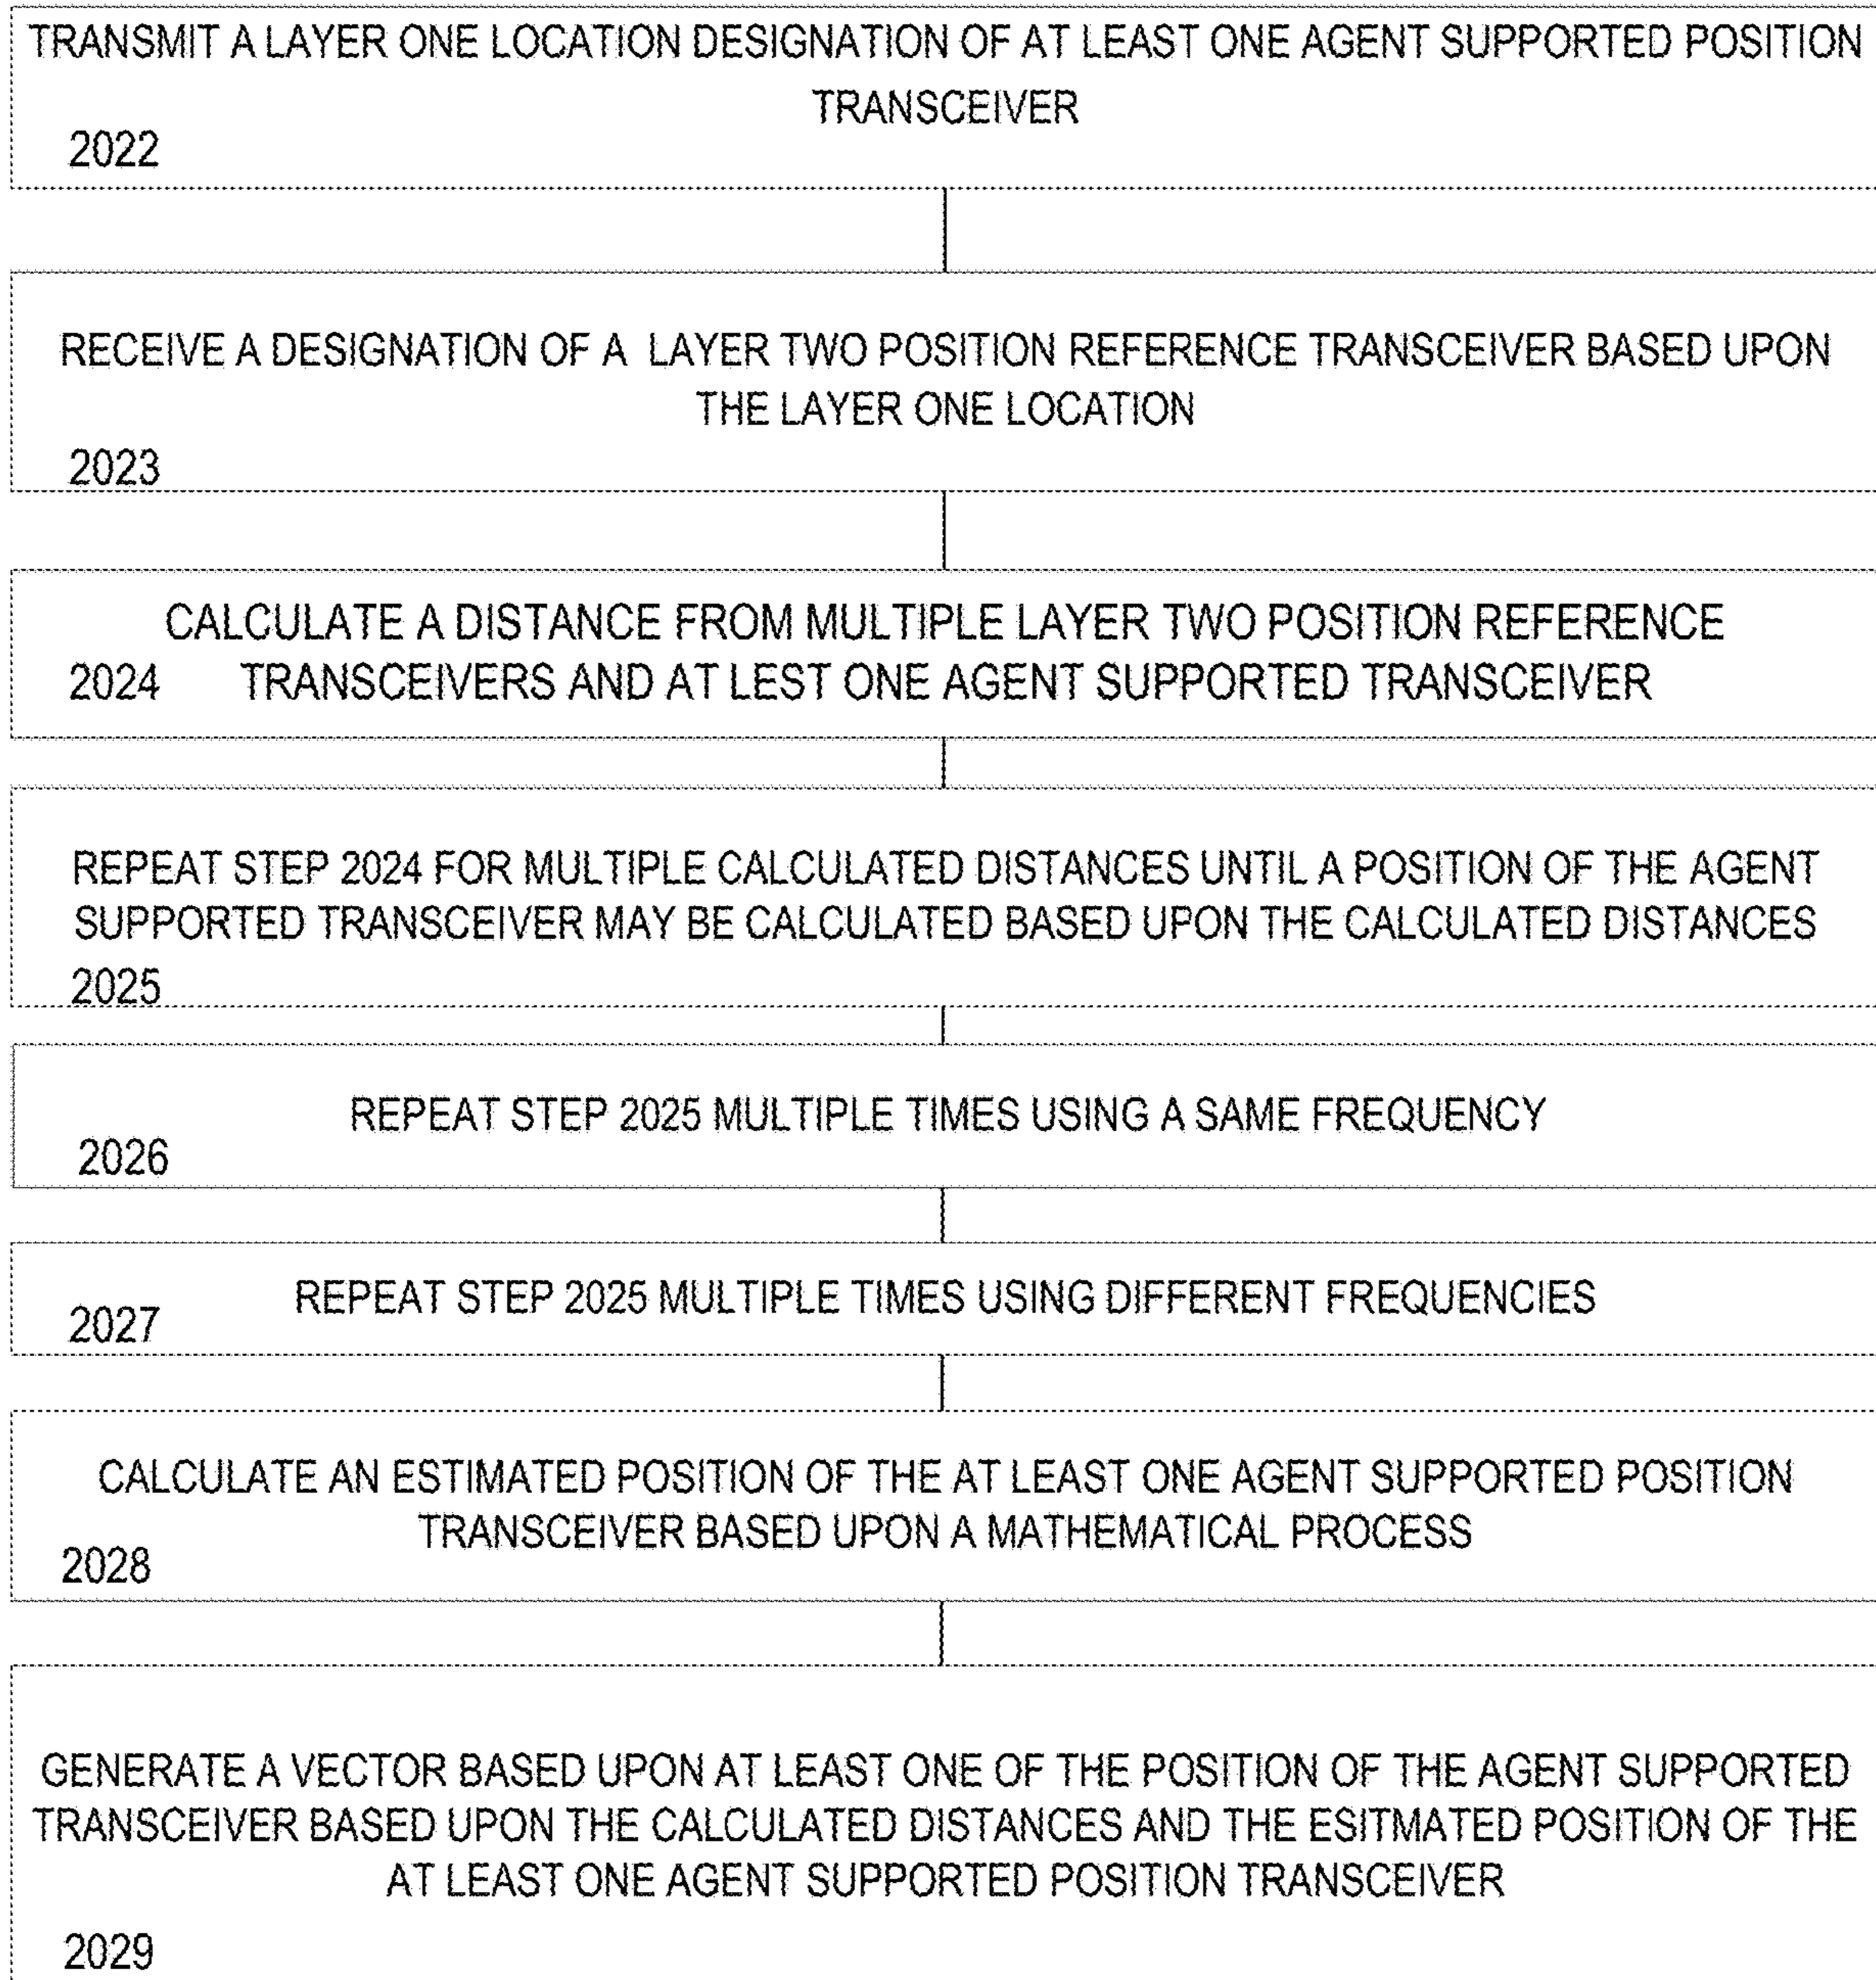 TRANSMIT A LAYER ONE LOCATION DESIGNATION OF AT LEAST ONE AGENT SUPPORTED POSITION
TRANSCEIVER
2022
RECEIVE A DESIGNATION OF A LAYER TWO POSITION REFERENCE TRANSCEIVER BASED UPON
THE LAYER ONE LOCATION
2023
CALCULATE A DISTANCE FROM MULTIPLE LAYER TWO POSITION REFERENCE
2024 TRANSCEIVERS AND AT LEST ONE AGENT SUPPORTED TRANSCEIVER
REPEAT STEP 2024 FOR MULTIPLE CALCULATED DISTANCES UNTIL A POSITION OF THE AGENT
SUPPORTED TRANSCEIVER MAY BE CALCULATED BASED UPON THE CALCULATED DISTANCES
2025
REPEAT STEP 2025 MULTIPLE TIMES USING A SAME FREQUENCY
2026
REPEAT STEP 2025 MULTIPLE TIMES USING DIFFERENT FREQUENCIES
2027
CALCULATE AN ESTIMATED POSITION OF THE AT LEAST ONE AGENT SUPPORTED POSITION
TRANSCEIVER BASED UPON A MATHEMATICAL PROCESS
2028
GENERATE A VECTOR BASED UPON AT LEAST ONE OF THE POSITION OF THE AGENT SUPPORTED
TRANSCEIVER BASED UPON THE CALCULATED DISTANCES AND THE ESITMATED POSITION OF THE
AT LEAST ONE AGENT SUPPORTED POSITION TRANSCEIVER
2029